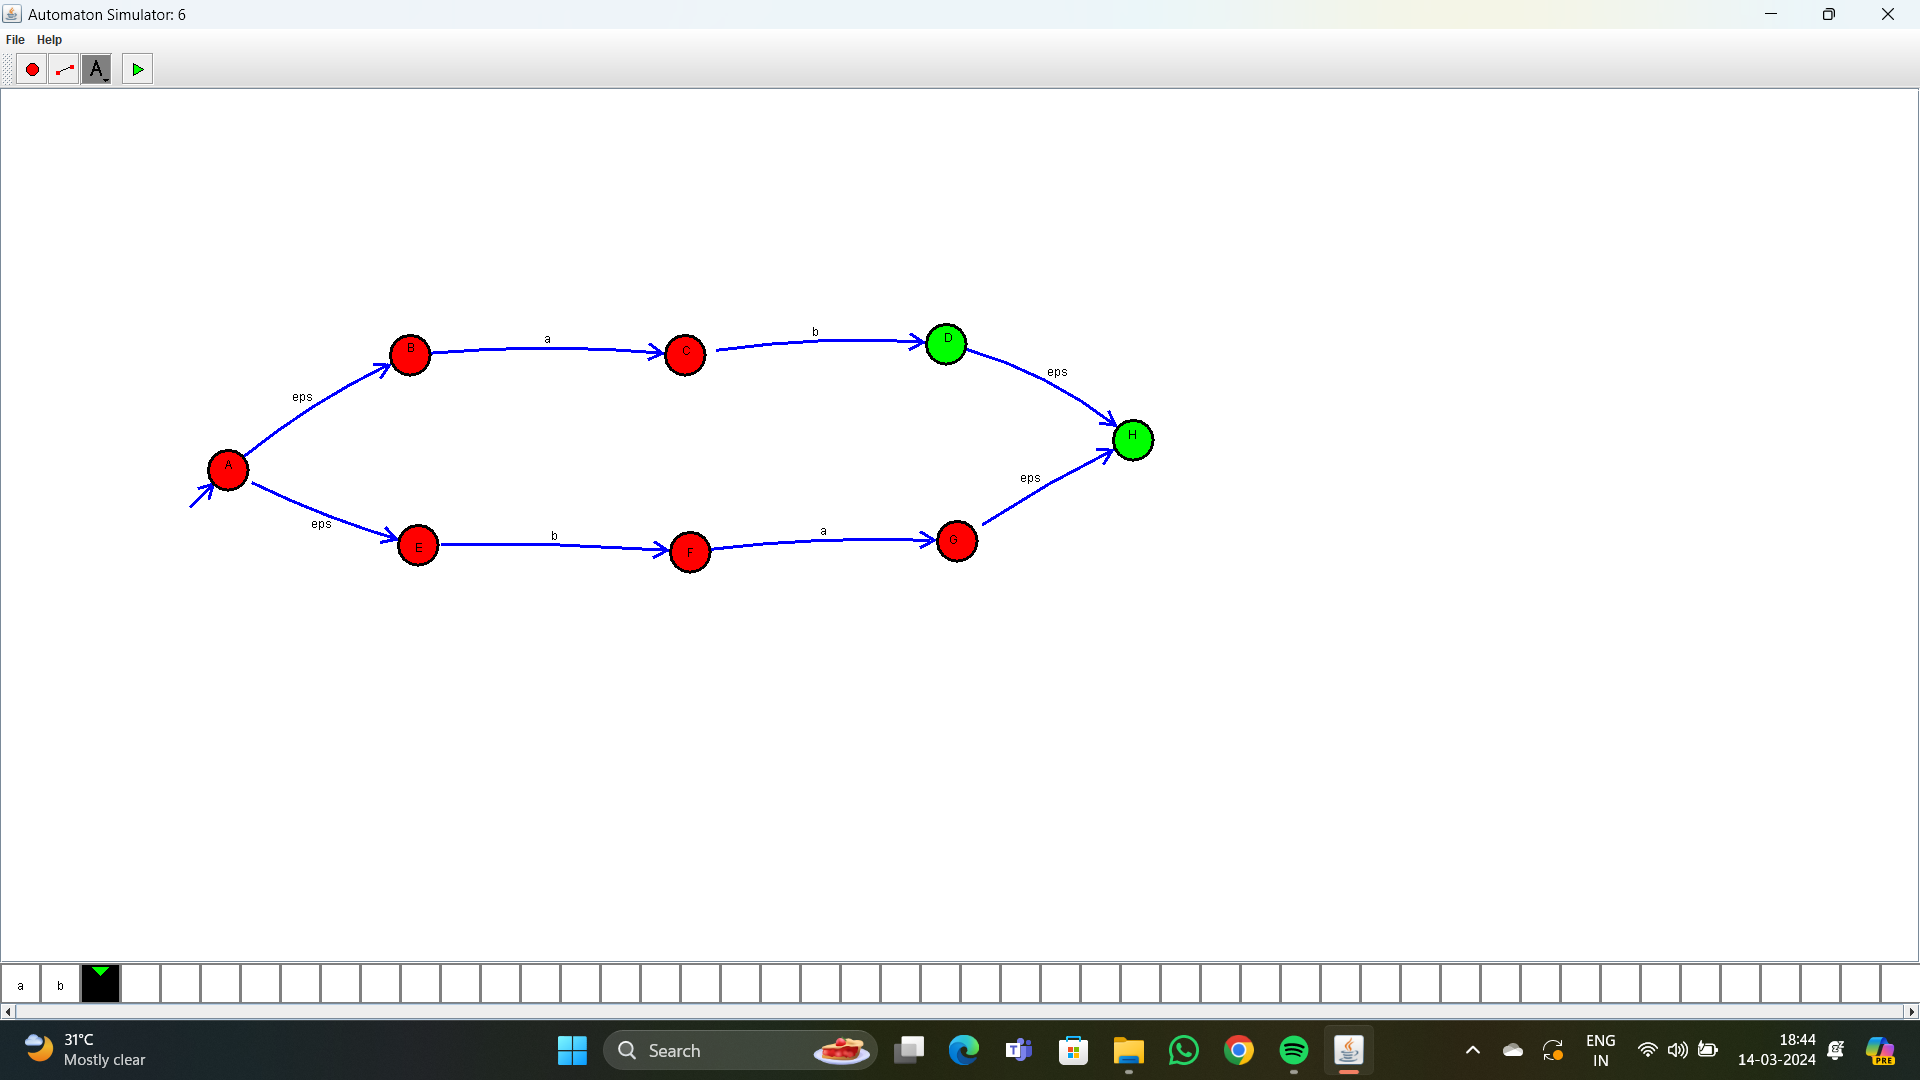 Automaton Simulator: 6
File Help
A
B a C b D
eps eps
H
A
eps
eps
E b F a G
a b
31°C
Mostly clear
Search
ENG
IN
18:44
14-03-2024
PRE